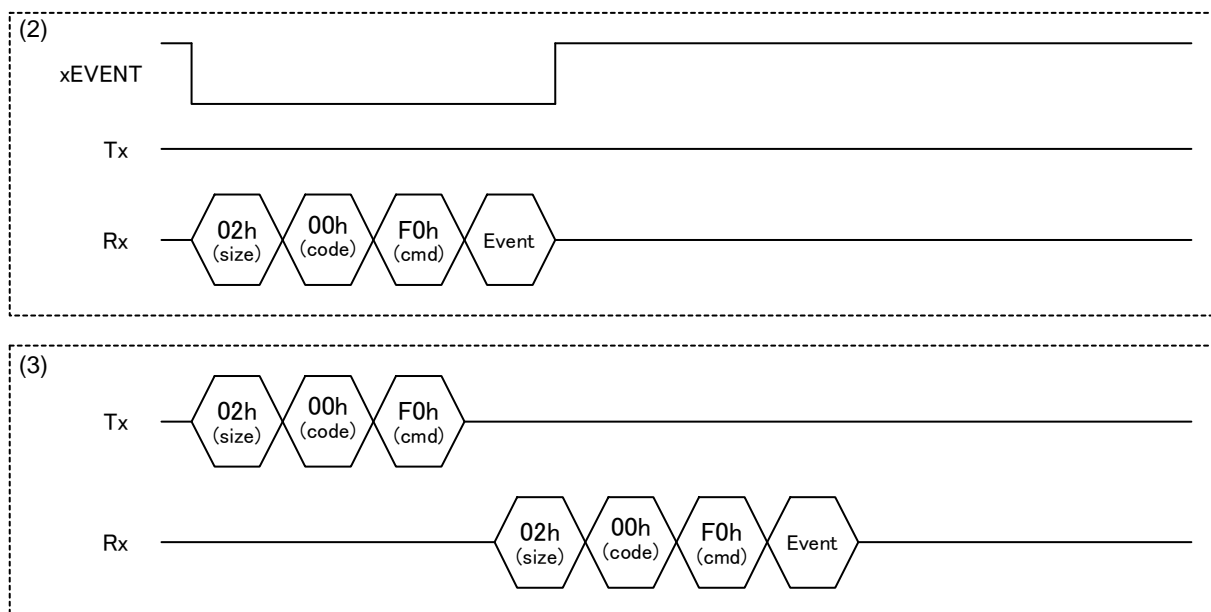 (2)
xEVENT
Tx
Rx
02h 00h F0h Event
(size) (code) (cmd)
(3)
Tx
02h 00h F0h
(size) (code) (cmd)
Rx
02h 00h F0h Event
(size) (code) (cmd)